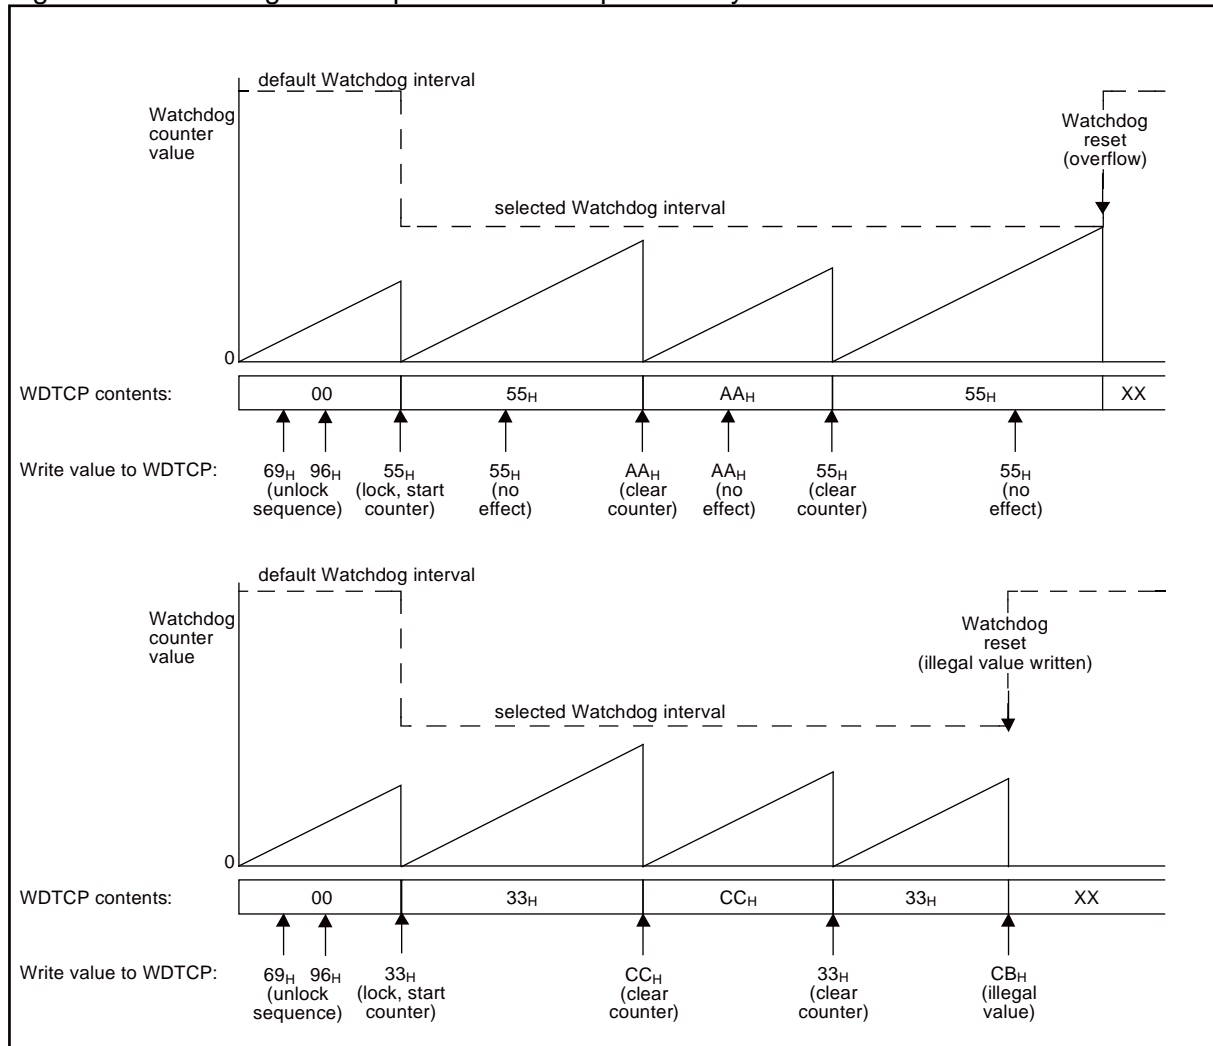 default Watchdog interval
Watchdog
counter
value
Watchdog
reset
(overflow)
selected Watchdog interval
0
WDTCP contents:
00
55H
AAH
55H
XX
Write value to WDTCP:
69H 96H
(unlock
sequence)
55H
(lock, start
counter)
55H
(no
effect)
AAH
(clear
counter)
AAH
(no
effect)
55H
(clear
counter)
55H
(no
effect)
default Watchdog interval
Watchdog
counter
value
Watchdog
reset
(illegal value written)
selected Watchdog interval
0
WDTCP contents:
00
33H
CCH
33H
XX
Write value to WDTCP:
69H 96H
(unlock
sequence)
33H
(lock, start
counter)
CCH
(clear
counter)
33H
(clear
counter)
CBH
(illegal
value)